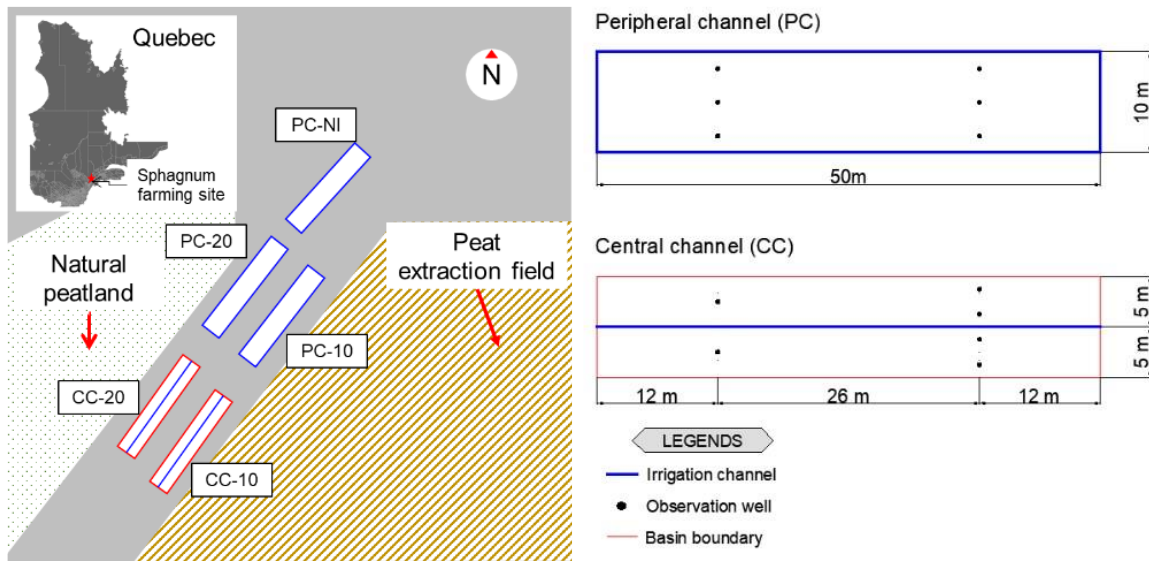 Quebec
Sphagnum
farming site
N
PC-NI
PC-20
Natural
peatland
Peat
extraction field
PC-10
CC-20
CC-10
Peripheral channel (PC)
10 m
50m
Central channel (CC)
5 m
5 m
12 m
26 m
12 m
LEGENDS
Irrigation channel
Observation well
Basin boundary